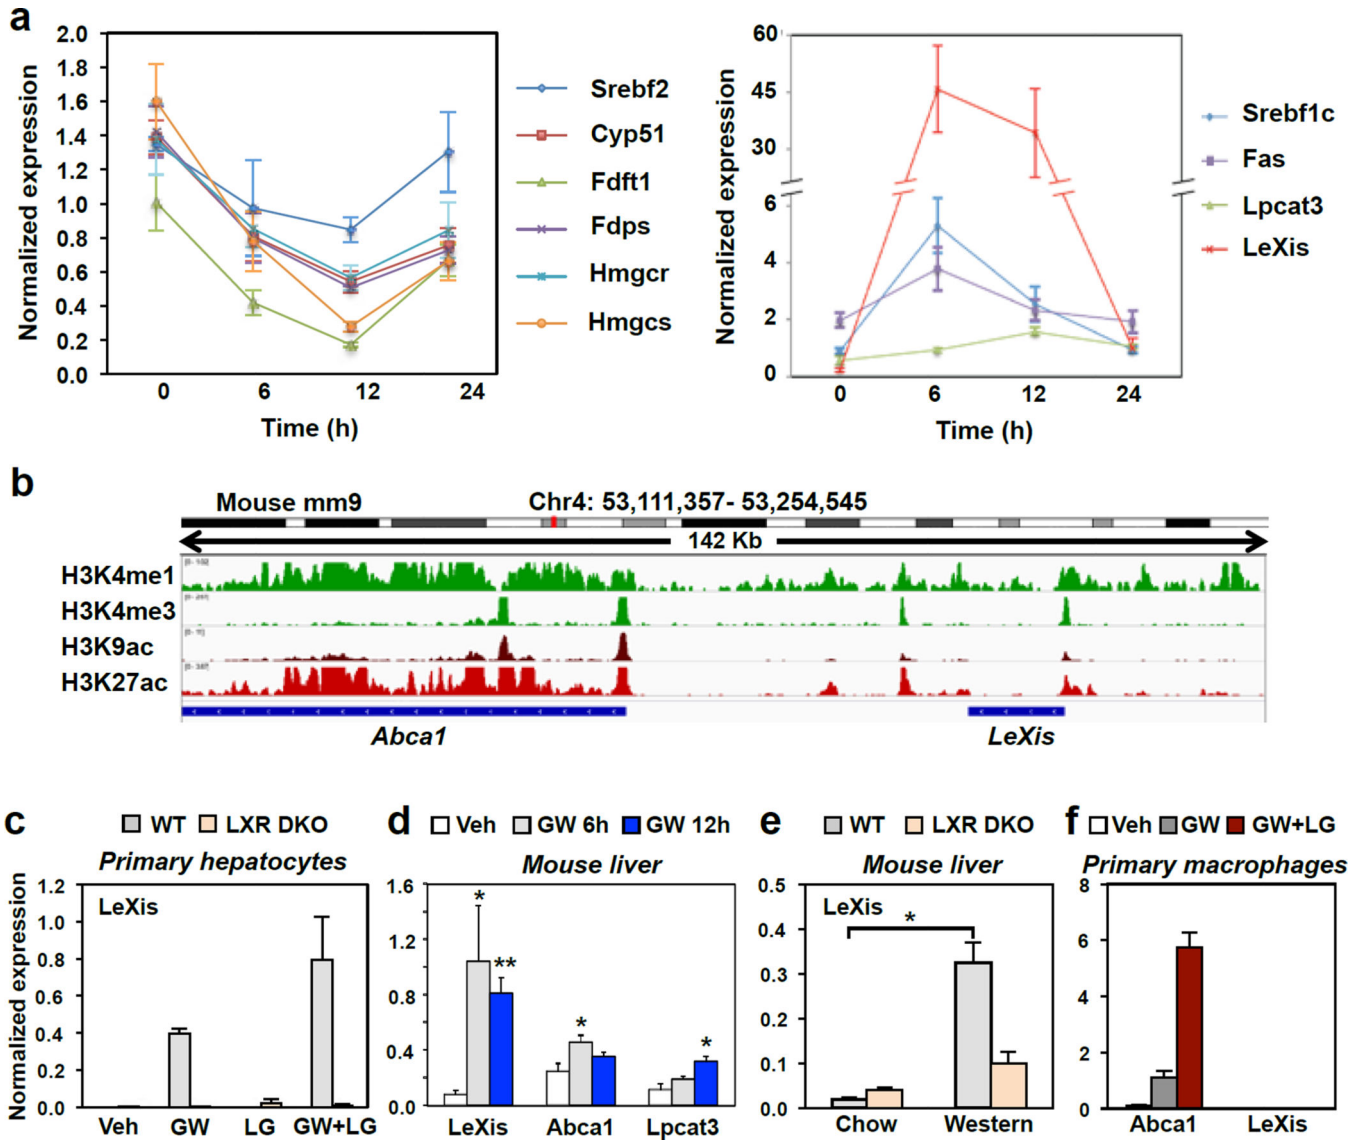 a
2.0
1.8
1.6
1.4
1.2
1.0
0.8
0.6
0.4
0.2
0.0
Normalized expression
0 6 12 24
Time (h)
Srebf2
Cyp51
Fdft1
Fdps
Hmgcr
Hmgcs
60
45
30
6
4
2
0
Normalized expression
0 6 12 24
Time (h)
Srebf1c
Fas
Lpcat3
LeXis
b
Mouse mm9 Chr4: 53,111,357- 53,254,545
142 Kb
H3K4me1
H3K4me3
H3K9ac
H3K27ac
Abca1 LeXis
c
WT LXR DKO
Primary hepatocytes
LeXis
Normalized expression
1.2
1.0
0.8
0.6
0.4
0.2
0.0
Veh GW LG GW+LG
d
Veh GW 6h GW 12h
Mouse liver
1.6
1.2
0.8
0.4
0.0
*
**
*
*
LeXis Abca1 Lpcat3
e
WT LXR DKO
Mouse liver
LeXis
*
0.5
0.4
0.3
0.2
0.1
0.0
Chow Western
f
Veh GW GW+LG
Primary macrophages
8
6
4
2
0
Abca1 LeXis